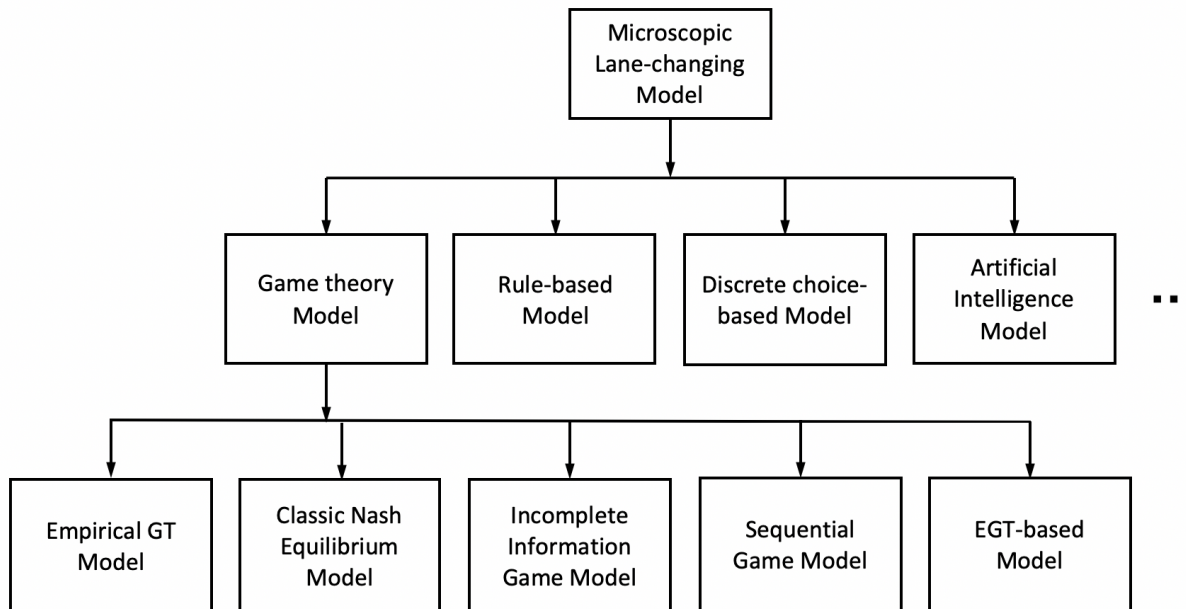 Microscopic
Lane-changing
Model
Game theory
Model
Rule-based
Model
Discrete choice-
based Model
Artificial
Intelligence
Model
..
Empirical GT
Model
Classic Nash
Equilibrium
Model
Incomplete
Information
Game Model
Sequential
Game Model
EGT-based
Model